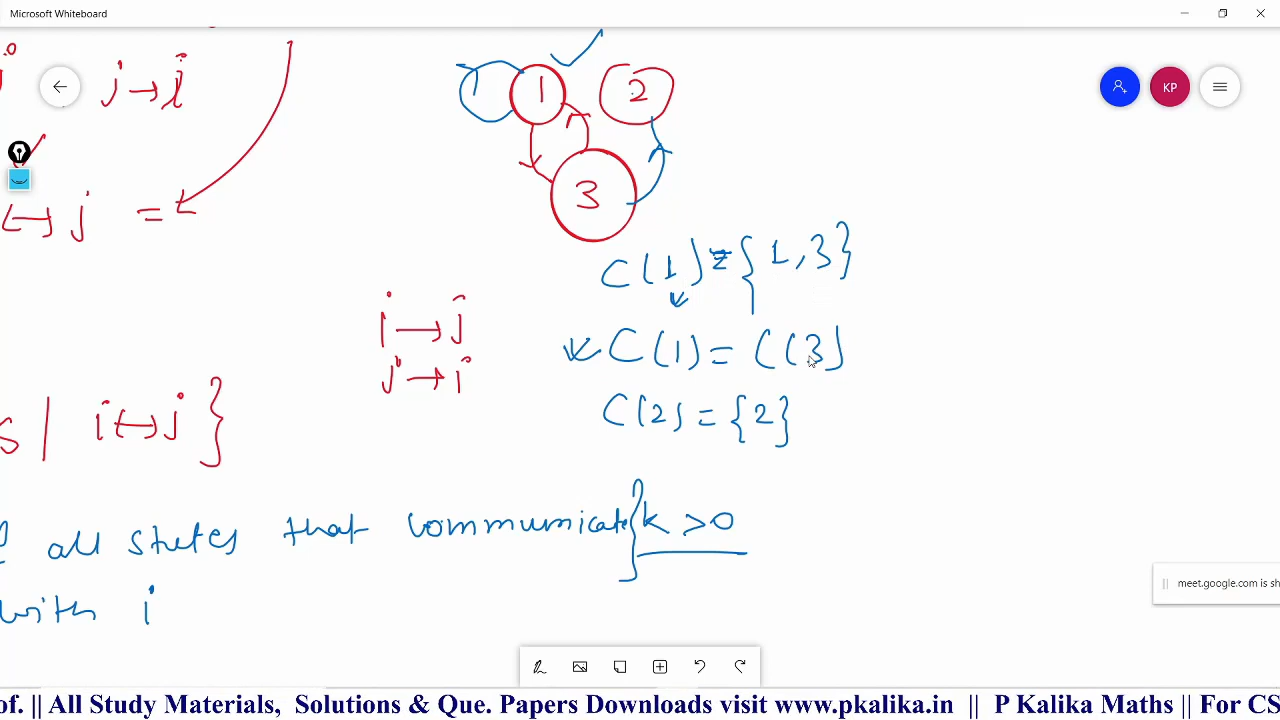 Microsoft Whiteboard
j → i
1 2
KP
↔ j =
3
C(1) = {1,3}
i → j
C(1) = C(3)
j → i
C(2) = {2}
S | i ↔ j }
all states that communicate k > 0
with i
meet.google.com is sh
of. || All Study Materials, Solutions & Que. Papers Downloads visit www.pkalika.in || P Kalika Maths || For CS